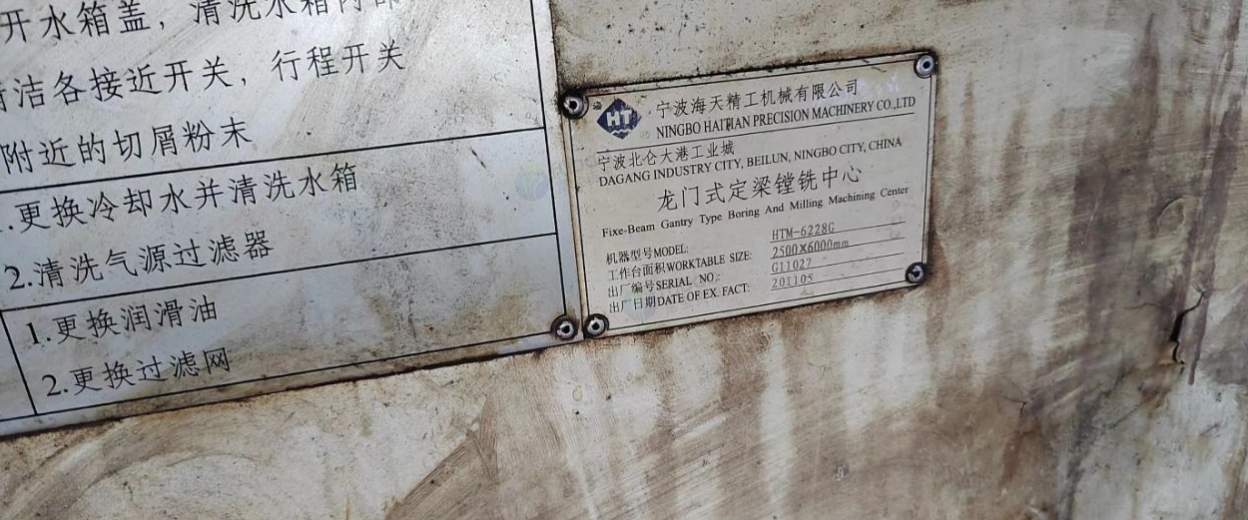 开水箱盖，清洗水箱内部
清洁各接近开关，行程开关
附近的切屑粉末
1.更换冷却水并清洗水箱
2.清洗气源过滤器
1.更换润滑油
2.更换过滤网
HT
宁波海天精工机械有限公司
NINGBO HAITIAN PRECISION MACHINERY CO.,LTD
宁波北仑大港工业城
DAGANG INDUSTRY CITY, BEILUN, NINGBO CITY, CHINA
龙门式定梁镗铣中心
Fixe-Beam Gantry Type Boring And Milling Machining Center
机器型号MODEL: HTM-6228G
工作台面积WORKTABLE SIZE: 2500X6000mm
出厂编号SERIAL NO.: G11027
出厂日期DATE OF EX. FACT: 201105